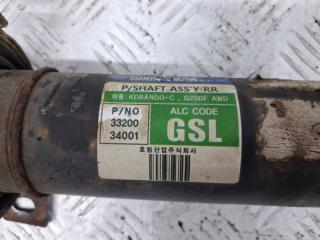 SSANGYONG MOTOR
P/SHAFT ASS'Y-RR
차종 KORANDO-C , G20DF AWD
P/NO
33200
34001
ALC CODE
GSL
효림산업주식회사